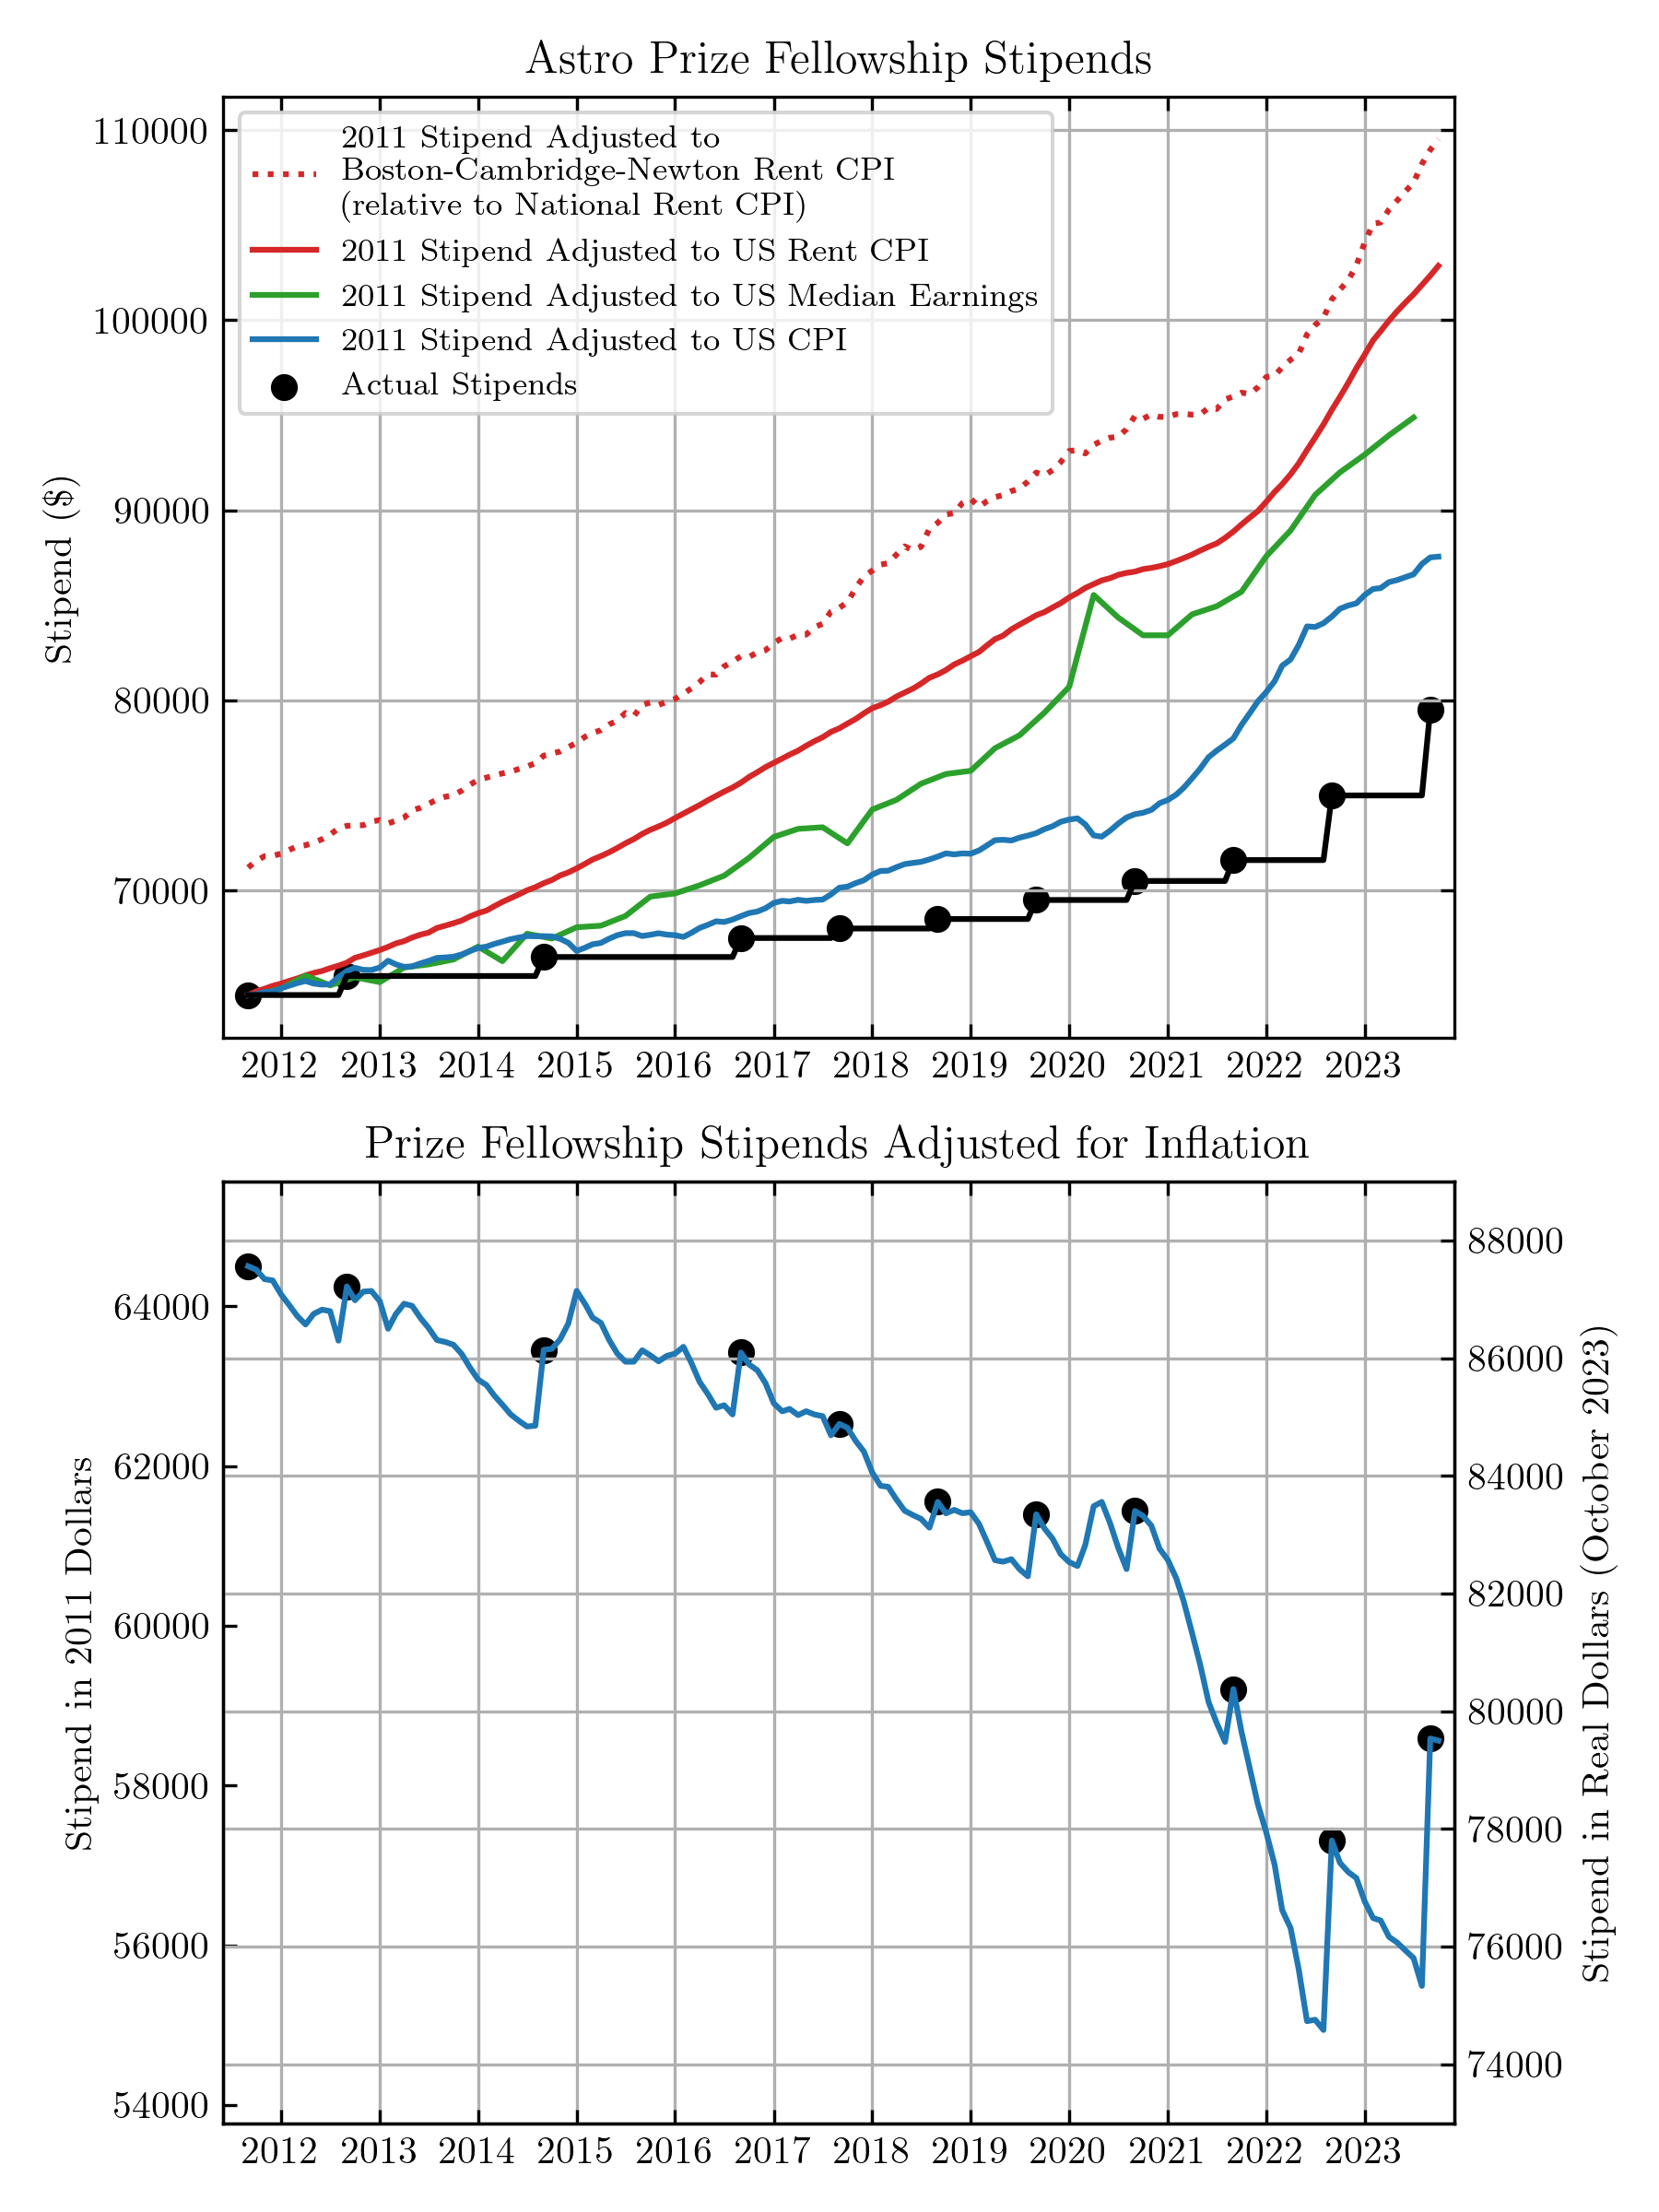 Astro Prize Fellowship Stipends
110000
100000
90000
80000
70000
Stipend ($)
2011 Stipend Adjusted to
Boston-Cambridge-Newton Rent CPI
(relative to National Rent CPI)
2011 Stipend Adjusted to US Rent CPI
2011 Stipend Adjusted to US Median Earnings
2011 Stipend Adjusted to US CPI
Actual Stipends
2012 2013 2014 2015 2016 2017 2018 2019 2020 2021 2022 2023
Prize Fellowship Stipends Adjusted for Inflation
64000
62000
60000
58000
56000
54000
Stipend in 2011 Dollars
88000
86000
84000
82000
80000
78000
76000
74000
Stipend in Real Dollars (October 2023)
2012 2013 2014 2015 2016 2017 2018 2019 2020 2021 2022 2023